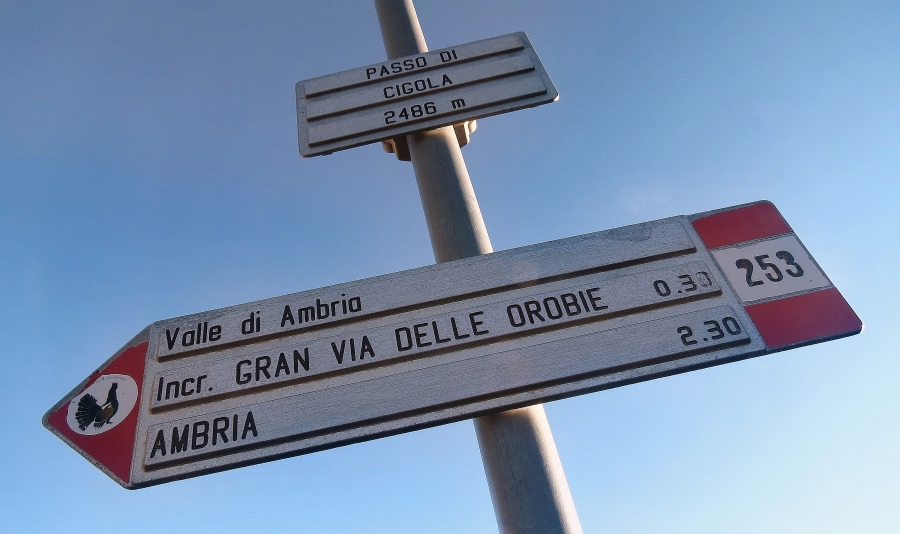 PASSO DI
CIGOLA
2486 m
Valle di Ambria
Incr. GRAN VIA DELLE OROBIE 0.30
AMBRIA 2.30
253